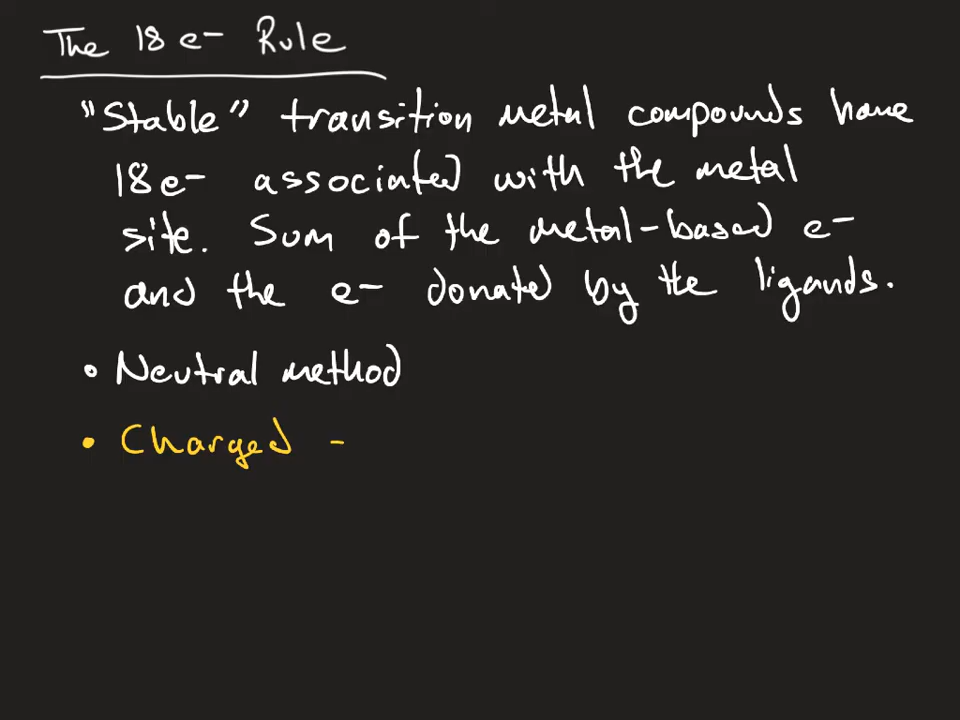 The 18 e- Rule
"Stable" transition metal compounds have
18e- associated with the metal
site. Sum of the metal-based e-
and the e- donated by the ligands.
• Neutral method
• Charged -